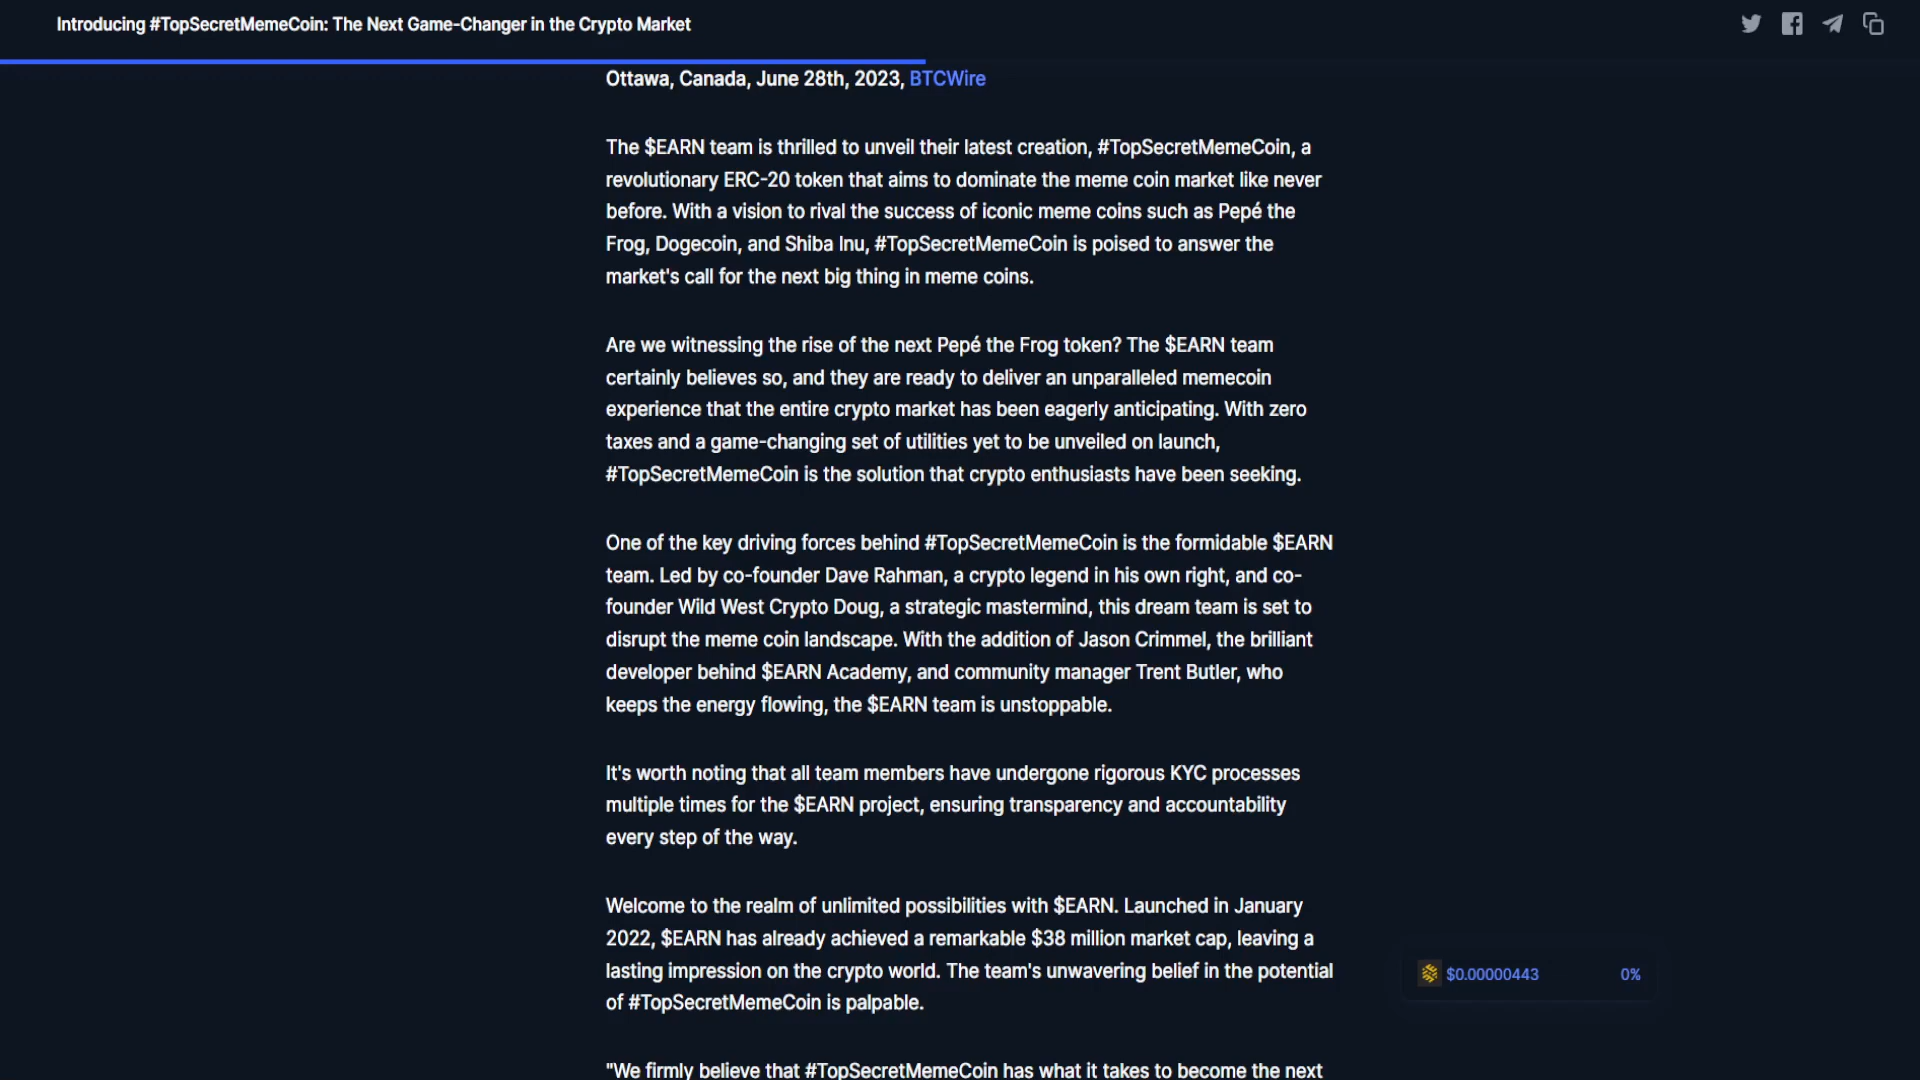 Introducing #TopSecretMemeCoin: The Next Game-Changer in the Crypto Market
Ottawa, Canada, June 28th, 2023, BTCWire
The $EARN team is thrilled to unveil their latest creation, #TopSecretMemeCoin, a
revolutionary ERC-20 token that aims to dominate the meme coin market like never
before. With a vision to rival the success of iconic meme coins such as Pepé the
Frog, Dogecoin, and Shiba Inu, #TopSecretMemeCoin is poised to answer the
market's call for the next big thing in meme coins.
Are we witnessing the rise of the next Pepé the Frog token? The $EARN team
certainly believes so, and they are ready to deliver an unparalleled memecoin
experience that the entire crypto market has been eagerly anticipating. With zero
taxes and a game-changing set of utilities yet to be unveiled on launch,
#TopSecretMemeCoin is the solution that crypto enthusiasts have been seeking.
One of the key driving forces behind #TopSecretMemeCoin is the formidable $EARN
team. Led by co-founder Dave Rahman, a crypto legend in his own right, and co-
founder Wild West Crypto Doug, a strategic mastermind, this dream team is set to
disrupt the meme coin landscape. With the addition of Jason Crimmel, the brilliant
developer behind $EARN Academy, and community manager Trent Butler, who
keeps the energy flowing, the $EARN team is unstoppable.
It's worth noting that all team members have undergone rigorous KYC processes
multiple times for the $EARN project, ensuring transparency and accountability
every step of the way.
Welcome to the realm of unlimited possibilities with $EARN. Launched in January
2022, $EARN has already achieved a remarkable $38 million market cap, leaving a
lasting impression on the crypto world. The team's unwavering belief in the potential
of #TopSecretMemeCoin is palpable.
$0.00000443 0%
"We firmly believe that #TopSecretMemeCoin has what it takes to become the next